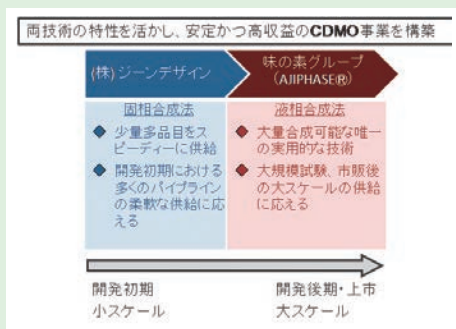 両技術の特性を活かし、安定かつ高収益のCDMO事業を構築
(株)ジーンデザイン
味の素グループ
(AJIPHASE®)
固相合成法
◆ 少量多品目をス
ピーディーに供給
◆ 開発初期における
多くのパイプライン
の柔軟な供給に応
える
液相合成法
◆ 大量合成可能な唯一
の実用的な技術
◆ 大規模試験、市販後
の大スケールの供給
に応える
開発初期
小スケール
開発後期・上市
大スケール